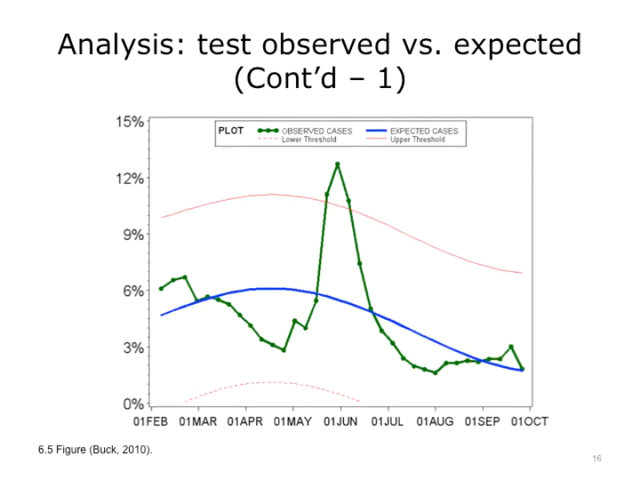 Analysis: test observed vs. expected
(Cont’d – 1)
15%
PLOT OBSERVED CASES EXPECTED CASES
Lower Threshold Upper Threshold
12%
9%
6%
3%
0%
01FEB 01MAR 01APR 01MAY 01JUN 01JUL 01AUG 01SEP 01OCT
6.5 Figure (Buck, 2010).
16